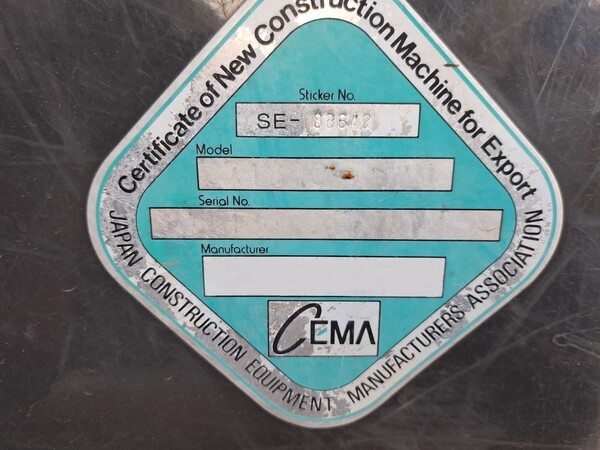 Certificate of New Construction Machine for Export
Sticker No.
SE-
Model
Serial No.
Manufacturer
CEMA
JAPAN CONSTRUCTION EQUIPMENT MANUFACTURERS ASSOCIATION